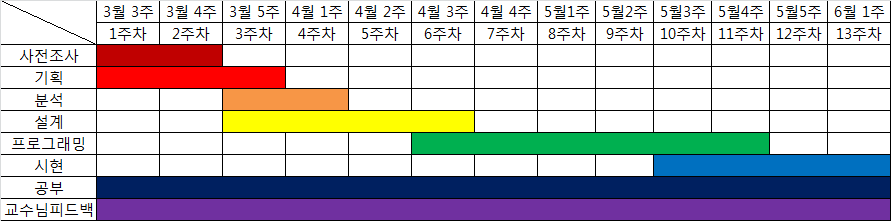 3월 3주 3월 4주 3월 5주 4월 1주 4월 2주 4월 3주 4월 4주 5월1주 5월2주 5월3주 5월4주 5월5주 6월 1주
1주차 2주차 3주차 4주차 5주차 6주차 7주차 8주차 9주차 10주차 11주차 12주차 13주차
사전조사
기획
분석
설계
프로그래밍
시현
공부
교수님피드백